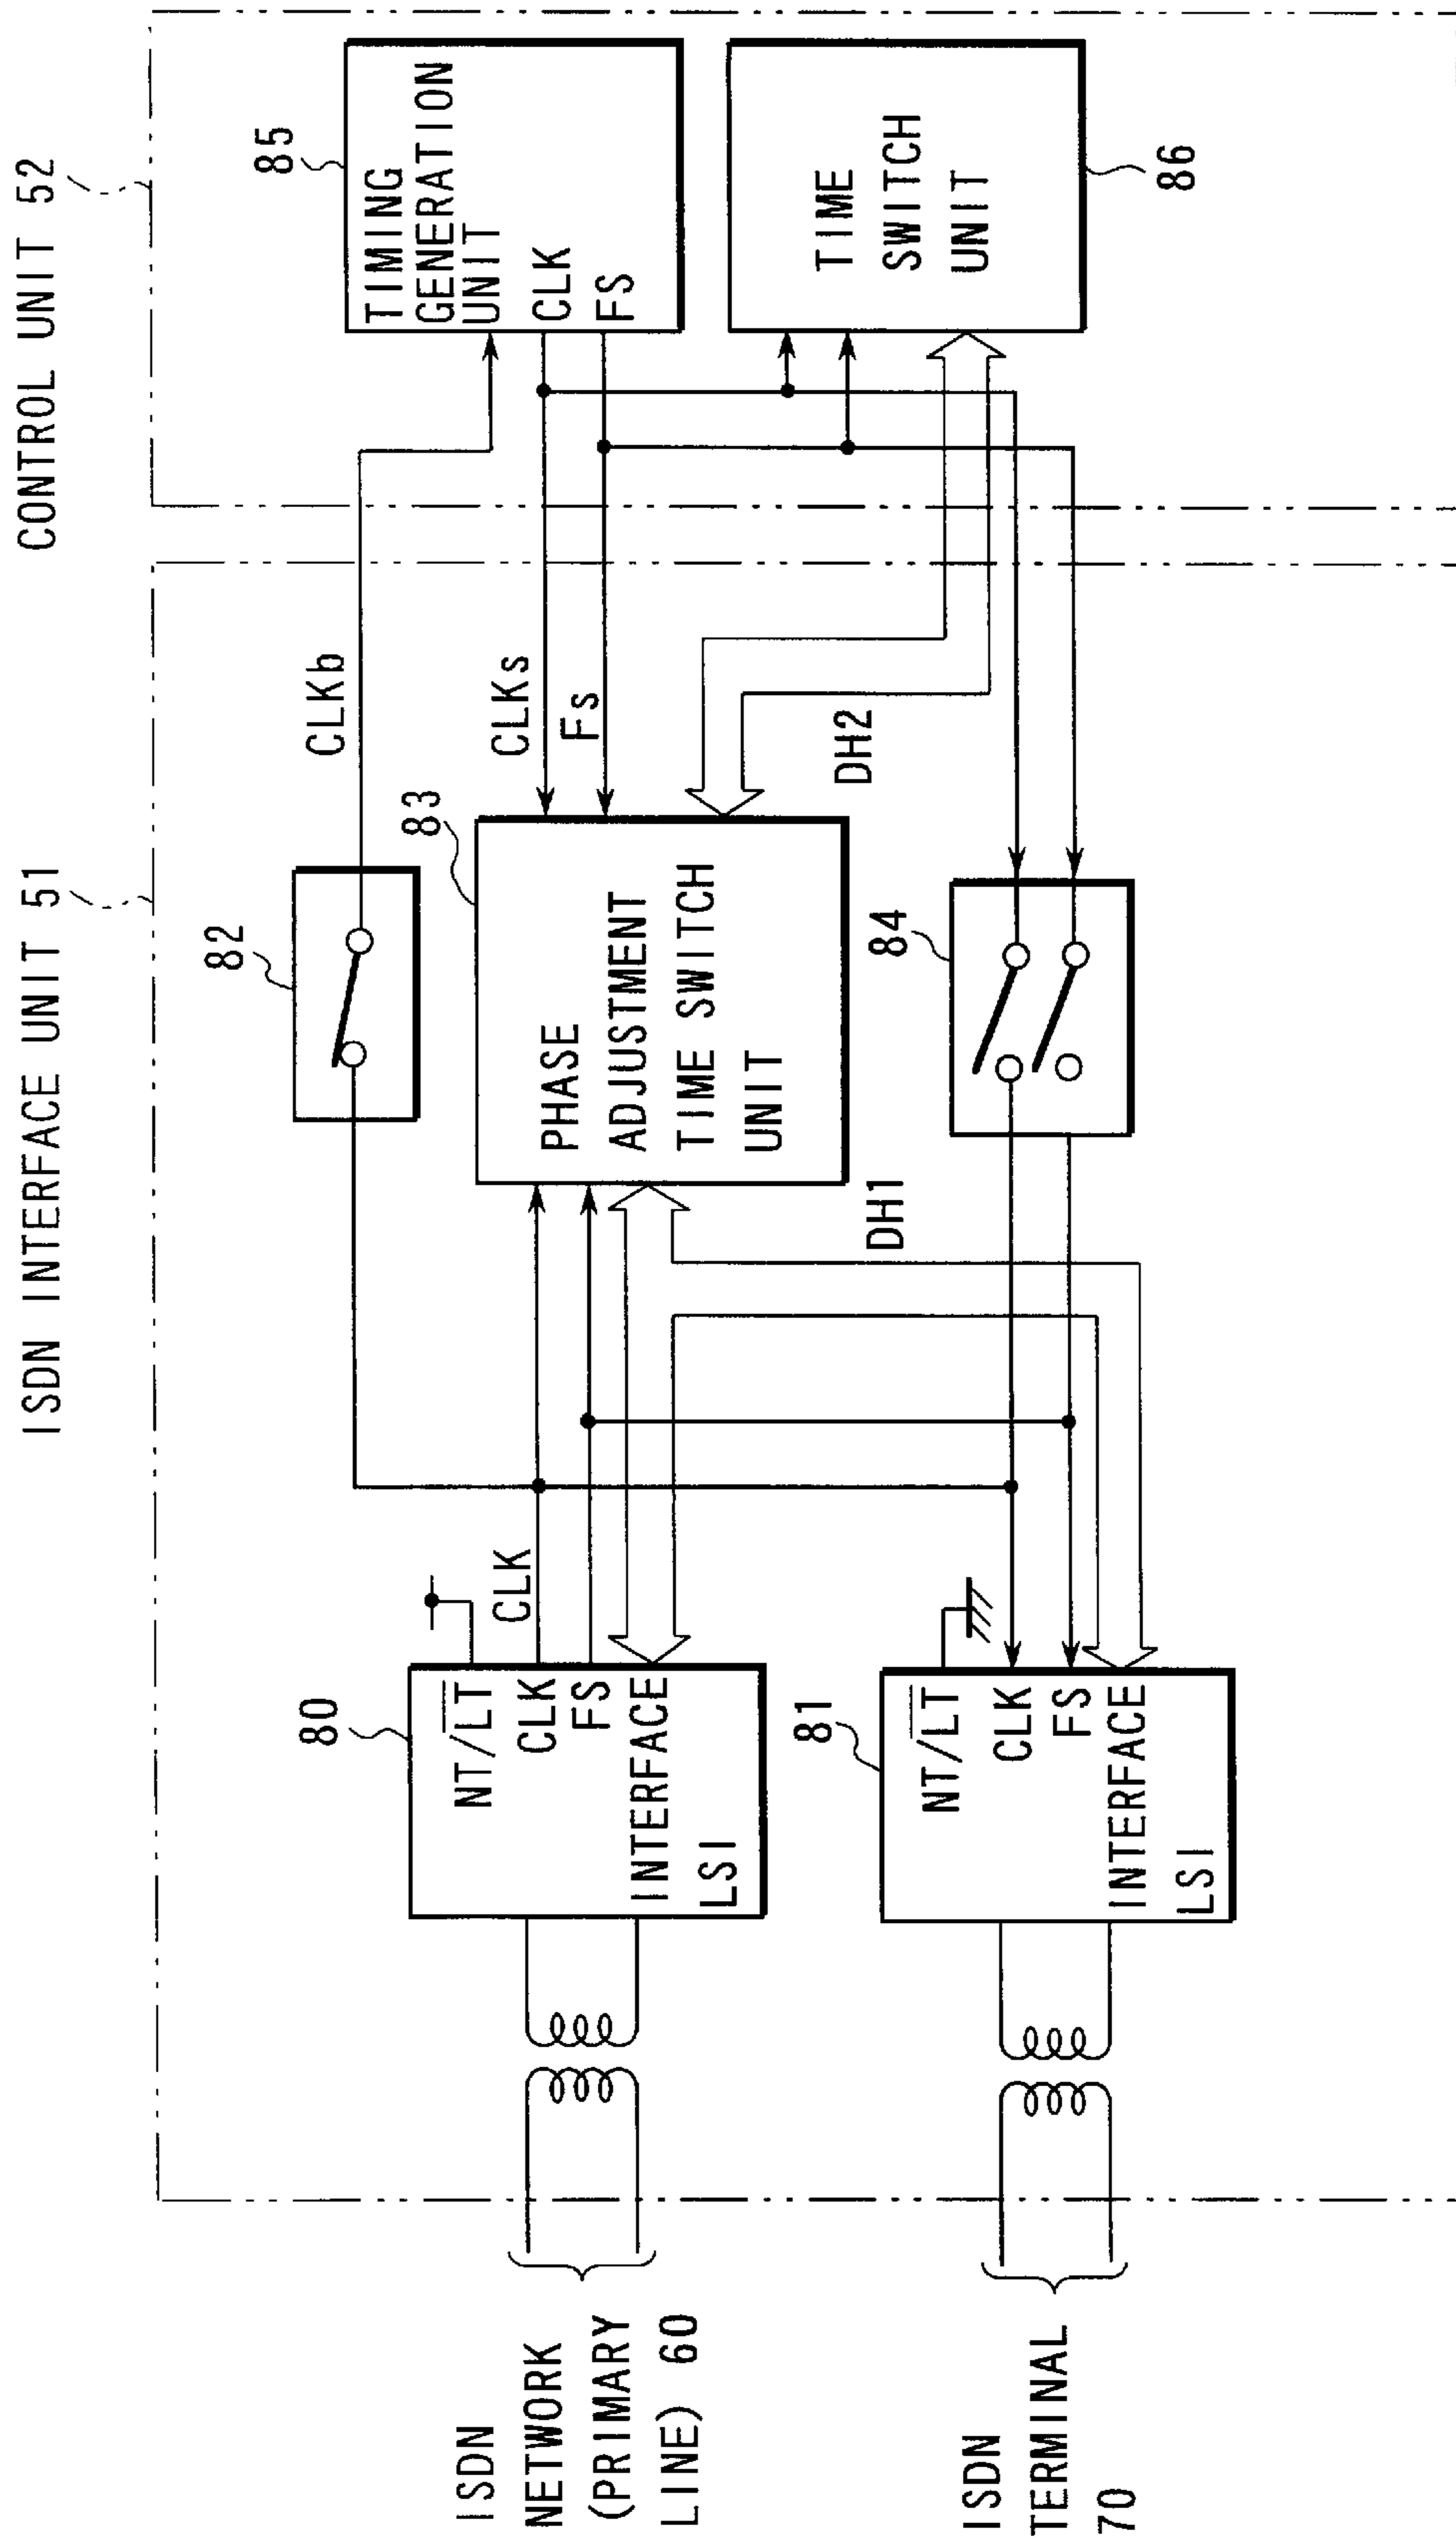 ISDN INTERFACE UNIT 51
CONTROL UNIT 52
82
CLKb
85
TIMING
GENERATION
UNIT
CLK
FS
80
NT/L̅T̅
CLK
FS
INTERFACE
LSI
CLK
83
PHASE
ADJUSTMENT
TIME SWITCH
UNIT
CLKs
Fs
DH2
TIME
SWITCH
UNIT
86
ISDN
NETWORK
(PRIMARY
LINE) 60
81
NT/L̅T̅
CLK
FS
INTERFACE
LSI
DH1
84
ISDN
TERMINAL
70